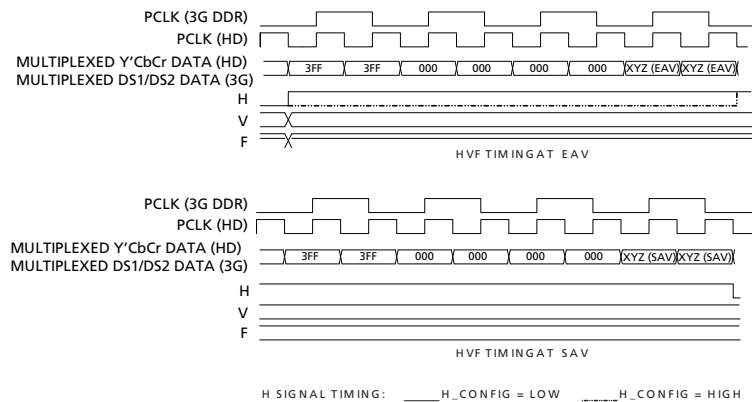 PCLK (3G DDR)
PCLK (HD)
MULTIPLEXED Y'CbCr DATA (HD)
MULTIPLEXED DS1/DS2 DATA (3G)
3FF 3FF 000 000 000 000 XYZ (EAV) XYZ (EAV)
H
V
F
HVF TIMING AT EAV
PCLK (3G DDR)
PCLK (HD)
MULTIPLEXED Y'CbCr DATA (HD)
MULTIPLEXED DS1/DS2 DATA (3G)
3FF 3FF 000 000 000 000 XYZ (SAV) XYZ (SAV)
H
V
F
HVF TIMING AT SAV
H SIGNAL TIMING: H_CONFIG = LOW H_CONFIG = HIGH